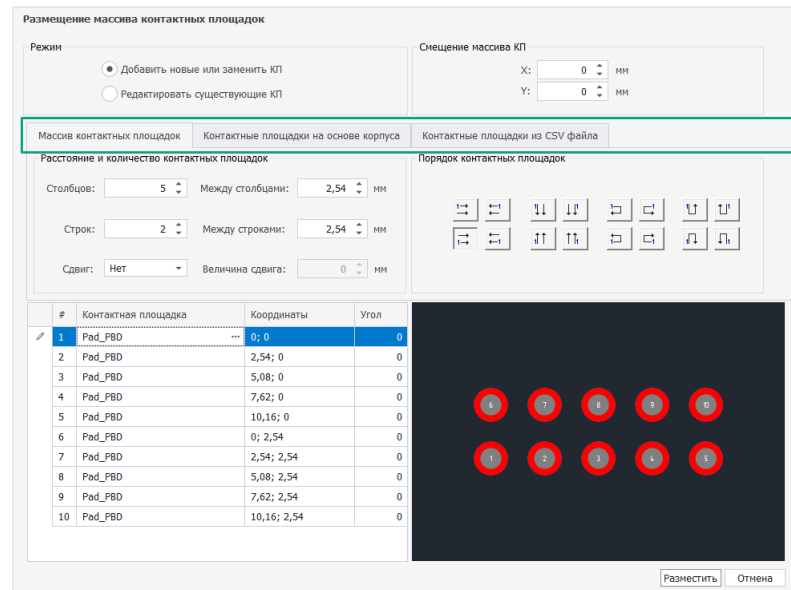 Размещение массива контактных площадок
Режим
Добавить новые или заменить КП
Редактировать существующие КП
Смещение массива КП
X: 0 мм
Y: 0 мм
Массив контактных площадок Контактные площадки на основе корпуса Контактные площадки из CSV файла
Расстояние и количество контактных площадок
Столбцов: 5 Между столбцами: 2,54 мм
Строк: 2 Между строками: 2,54 мм
Сдвиг: Нет Величина сдвига: 0 мм
Порядок контактных площадок
# Контактная площадка Координаты Угол
1 Pad_PBD ... 0; 0 0
2 Pad_PBD 2,54; 0 0
3 Pad_PBD 5,08; 0 0
4 Pad_PBD 7,62; 0 0
5 Pad_PBD 10,16; 0 0
6 Pad_PBD 0; 2,54 0
7 Pad_PBD 2,54; 2,54 0
8 Pad_PBD 5,08; 2,54 0
9 Pad_PBD 7,62; 2,54 0
10 Pad_PBD 10,16; 2,54 0
6 7 8 9 10
1 2 3 4 5
Разместить Отмена